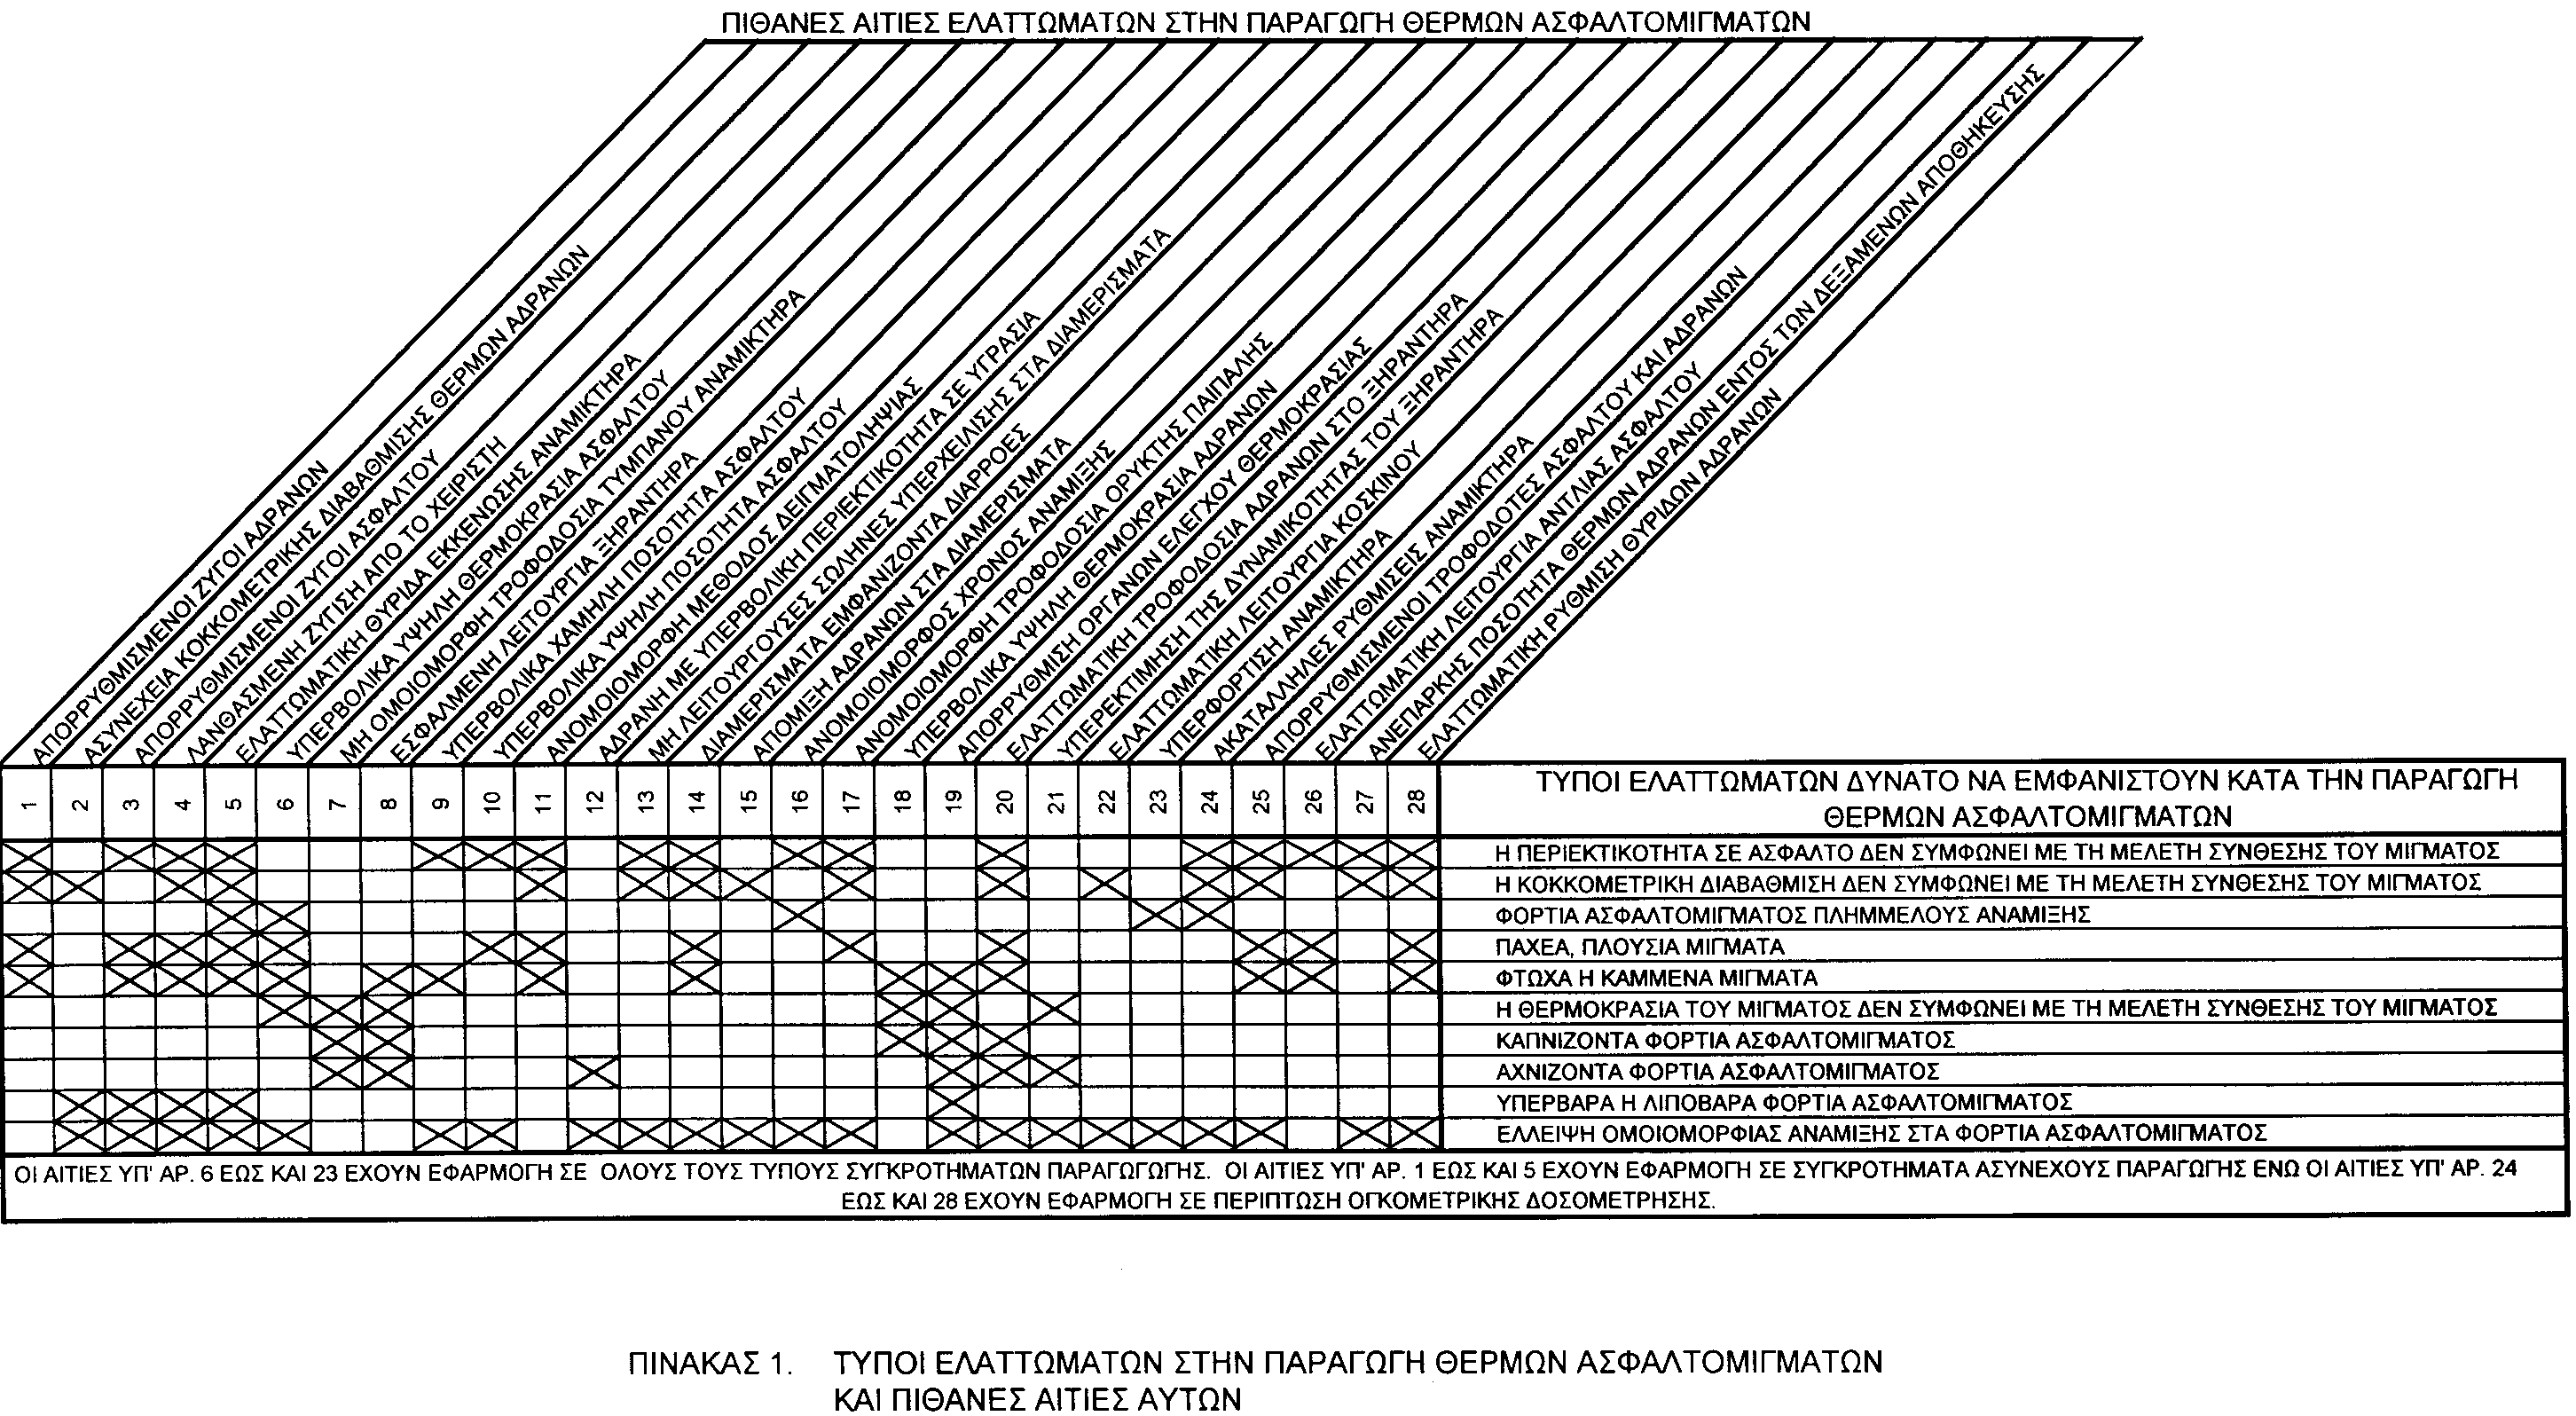 ΠΙΘΑΝΕΣ ΑΙΤΙΕΣ ΕΛΑΤΤΩΜΑΤΩΝ ΣΤΗΝ ΠΑΡΑΓΩΓΗ ΘΕΡΜΩΝ ΑΣΦΑΛΤΟΜΙΓΜΑΤΩΝ
ΑΠΟΡΡΥΘΜΙΣΜΕΝΟΙ ΖΥΓΟΙ ΑΔΡΑΝΩΝ
ΑΣΥΝΕΧΕΙΑ ΚΟΚΚΟΜΕΤΡΙΚΗΣ ΔΙΑΒΑΘΜΙΣΗΣ ΘΕΡΜΩΝ ΑΔΡΑΝΩΝ
ΑΠΟΡΡΥΘΜΙΣΜΕΝΟΙ ΖΥΓΟΙ ΑΣΦΑΛΤΟΥ
ΛΑΝΘΑΣΜΕΝΗ ΖΥΓΙΣΗ ΑΠΟ ΤΟ ΧΕΙΡΙΣΤΗ
ΕΛΑΤΤΩΜΑΤΙΚΗ ΘΥΡΙΔΑ ΕΚΚΕΝΩΣΗΣ ΑΝΑΜΙΚΤΗΡΑ
ΥΠΕΡΒΟΛΙΚΑ ΥΨΗΛΗ ΘΕΡΜΟΚΡΑΣΙΑ ΑΣΦΑΛΤΟΥ
ΜΗ ΟΜΟΙΟΜΟΡΦΗ ΤΡΟΦΟΔΟΣΙΑ ΤΥΜΠΑΝΟΥ ΑΝΑΜΙΚΤΗΡΑ
ΕΣΦΑΛΜΕΝΗ ΛΕΙΤΟΥΡΓΙΑ ΞΗΡΑΝΤΗΡΑ
ΥΠΕΡΒΟΛΙΚΑ ΧΑΜΗΛΗ ΠΟΣΟΤΗΤΑ ΑΣΦΑΛΤΟΥ
ΥΠΕΡΒΟΛΙΚΑ ΥΨΗΛΗ ΠΟΣΟΤΗΤΑ ΑΣΦΑΛΤΟΥ
ΑΝΟΜΟΙΟΜΟΡΦΗ ΜΕΘΟΔΟΣ ΔΕΙΓΜΑΤΟΛΗΨΙΑΣ
ΑΔΡΑΝΗ ΜΕ ΥΠΕΡΒΟΛΙΚΗ ΠΕΡΙΕΚΤΙΚΟΤΗΤΑ ΣΕ ΥΓΡΑΣΙΑ
ΜΗ ΛΕΙΤΟΥΡΓΟΥΣΕΣ ΣΩΛΗΝΕΣ ΥΠΕΡΧΕΙΛΙΣΗΣ ΣΤΑ ΔΙΑΜΕΡΙΣΜΑΤΑ
ΔΙΑΜΕΡΙΣΜΑΤΑ ΕΜΦΑΝΙΖΟΝΤΑ ΔΙΑΡΡΟΕΣ
ΑΠΟΜΙΞΗ ΑΔΡΑΝΩΝ ΣΤΑ ΔΙΑΜΕΡΙΣΜΑΤΑ
ΑΝΟΜΟΙΟΜΟΡΦΟΣ ΧΡΟΝΟΣ ΑΝΑΜΙΞΗΣ
ΑΝΟΜΟΙΟΜΟΡΦΗ ΤΡΟΦΟΔΟΣΙΑ ΟΡΥΚΤΗΣ ΠΑΙΠΑΛΗΣ
ΥΠΕΡΒΟΛΙΚΑ ΥΨΗΛΗ ΘΕΡΜΟΚΡΑΣΙΑ ΑΔΡΑΝΩΝ
ΑΠΟΡΡΥΘΜΙΣΗ ΟΡΓΑΝΩΝ ΕΛΕΓΧΟΥ ΘΕΡΜΟΚΡΑΣΙΑΣ
ΕΛΑΤΤΩΜΑΤΙΚΗ ΤΡΟΦΟΔΟΣΙΑ ΑΔΡΑΝΩΝ ΣΤΟ ΞΗΡΑΝΤΗΡΑ
ΥΠΕΡΕΚΤΙΜΗΣΗ ΤΗΣ ΔΥΝΑΜΙΚΟΤΗΤΑΣ ΤΟΥ ΞΗΡΑΝΤΗΡΑ
ΕΛΑΤΤΩΜΑΤΙΚΗ ΛΕΙΤΟΥΡΓΙΑ ΚΟΣΚΙΝΟΥ
ΥΠΕΡΦΟΡΤΙΣΗ ΑΝΑΜΙΚΤΗΡΑ
ΑΚΑΤΑΛΛΗΛΕΣ ΡΥΘΜΙΣΕΙΣ ΑΝΑΜΙΚΤΗΡΑ
ΑΠΟΡΡΥΘΜΙΣΜΕΝΟΙ ΤΡΟΦΟΔΟΤΕΣ ΑΣΦΑΛΤΟΥ ΚΑΙ ΑΔΡΑΝΩΝ
ΕΛΑΤΤΩΜΑΤΙΚΗ ΛΕΙΤΟΥΡΓΙΑ ΑΝΤΛΙΑΣ ΑΣΦΑΛΤΟΥ
ΑΝΕΠΑΡΚΗΣ ΠΟΣΟΤΗΤΑ ΘΕΡΜΩΝ ΑΔΡΑΝΩΝ ΕΝΤΟΣ ΤΩΝ ΔΕΞΑΜΕΝΩΝ ΑΠΟΘΗΚΕΥΣΗΣ
ΕΛΑΤΤΩΜΑΤΙΚΗ ΡΥΘΜΙΣΗ ΘΥΡΙΔΩΝ ΑΔΡΑΝΩΝ
1 2 3 4 5 6 7 8 9 10 11 12 13 14 15 16 17 18 19 20 21 22 23 24 25 26 27 28
ΤΥΠΟΙ ΕΛΑΤΤΩΜΑΤΩΝ ΔΥΝΑΤΟ ΝΑ ΕΜΦΑΝΙΣΤΟΥΝ ΚΑΤΑ ΤΗΝ ΠΑΡΑΓΩΓΗ
ΘΕΡΜΩΝ ΑΣΦΑΛΤΟΜΙΓΜΑΤΩΝ
Η ΠΕΡΙΕΚΤΙΚΟΤΗΤΑ ΣΕ ΑΣΦΑΛΤΟ ΔΕΝ ΣΥΜΦΩΝΕΙ ΜΕ ΤΗ ΜΕΛΕΤΗ ΣΥΝΘΕΣΗΣ ΤΟΥ ΜΙΓΜΑΤΟΣ
Η ΚΟΚΚΟΜΕΤΡΙΚΗ ΔΙΑΒΑΘΜΙΣΗ ΔΕΝ ΣΥΜΦΩΝΕΙ ΜΕ ΤΗ ΜΕΛΕΤΗ ΣΥΝΘΕΣΗΣ ΤΟΥ ΜΙΓΜΑΤΟΣ
ΦΟΡΤΙΑ ΑΣΦΑΛΤΟΜΙΓΜΑΤΟΣ ΠΛΗΜΜΕΛΟΥΣ ΑΝΑΜΙΞΗΣ
ΠΑΧΕΑ, ΠΛΟΥΣΙΑ ΜΙΓΜΑΤΑ
ΦΤΩΧΑ Η ΚΑΜΜΕΝΑ ΜΙΓΜΑΤΑ
Η ΘΕΡΜΟΚΡΑΣΙΑ ΤΟΥ ΜΙΓΜΑΤΟΣ ΔΕΝ ΣΥΜΦΩΝΕΙ ΜΕ ΤΗ ΜΕΛΕΤΗ ΣΥΝΘΕΣΗΣ ΤΟΥ ΜΙΓΜΑΤΟΣ
ΚΑΠΝΙΖΟΝΤΑ ΦΟΡΤΙΑ ΑΣΦΑΛΤΟΜΙΓΜΑΤΟΣ
ΑΧΝΙΖΟΝΤΑ ΦΟΡΤΙΑ ΑΣΦΑΛΤΟΜΙΓΜΑΤΟΣ
ΥΠΕΡΒΑΡΑ Η ΛΙΠΟΒΑΡΑ ΦΟΡΤΙΑ ΑΣΦΑΛΤΟΜΙΓΜΑΤΟΣ
ΕΛΛΕΙΨΗ ΟΜΟΙΟΜΟΡΦΙΑΣ ΑΝΑΜΙΞΗΣ ΣΤΑ ΦΟΡΤΙΑ ΑΣΦΑΛΤΟΜΙΓΜΑΤΟΣ
ΟΙ ΑΙΤΙΕΣ ΥΠ' ΑΡ. 6 ΕΩΣ ΚΑΙ 23 ΕΧΟΥΝ ΕΦΑΡΜΟΓΗ ΣΕ ΟΛΟΥΣ ΤΟΥΣ ΤΥΠΟΥΣ ΣΥΓΚΡΟΤΗΜΑΤΩΝ ΠΑΡΑΓΩΓΩΓΗΣ. ΟΙ ΑΙΤΙΕΣ ΥΠ' ΑΡ. 1 ΕΩΣ ΚΑΙ 5 ΕΧΟΥΝ ΕΦΑΡΜΟΓΗ ΣΕ ΣΥΓΚΡΟΤΗΜΑΤΑ ΑΣΥΝΕΧΟΥΣ ΠΑΡΑΓΩΓΗΣ ΕΝΩ ΟΙ ΑΙΤΙΕΣ ΥΠ' ΑΡ. 24
ΕΩΣ ΚΑΙ 28 ΕΧΟΥΝ ΕΦΑΡΜΟΓΗ ΣΕ ΠΕΡΙΠΤΩΣΗ ΟΓΚΟΜΕΤΡΙΚΗΣ ΔΟΣΟΜΕΤΡΗΣΗΣ.
ΠΙΝΑΚΑΣ 1. ΤΥΠΟΙ ΕΛΑΤΤΩΜΑΤΩΝ ΣΤΗΝ ΠΑΡΑΓΩΓΗ ΘΕΡΜΩΝ ΑΣΦΑΛΤΟΜΙΓΜΑΤΩΝ
ΚΑΙ ΠΙΘΑΝΕΣ ΑΙΤΙΕΣ ΑΥΤΩΝ